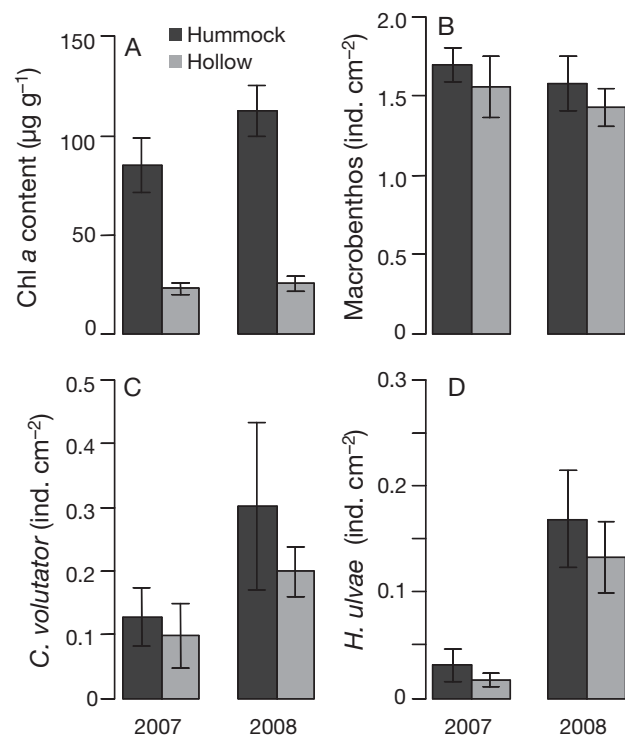 A
Hummock
Hollow
Chl a content (µg g⁻¹)
150
100
50
0
B
Macrobenthos (ind. cm⁻²)
2.0
1.5
1.0
0.5
0
C
C. volutator (ind. cm⁻²)
0.5
0.4
0.3
0.2
0.1
0
2007 2008
D
H. ulvae (ind. cm⁻²)
0.3
0.2
0.1
0
2007 2008